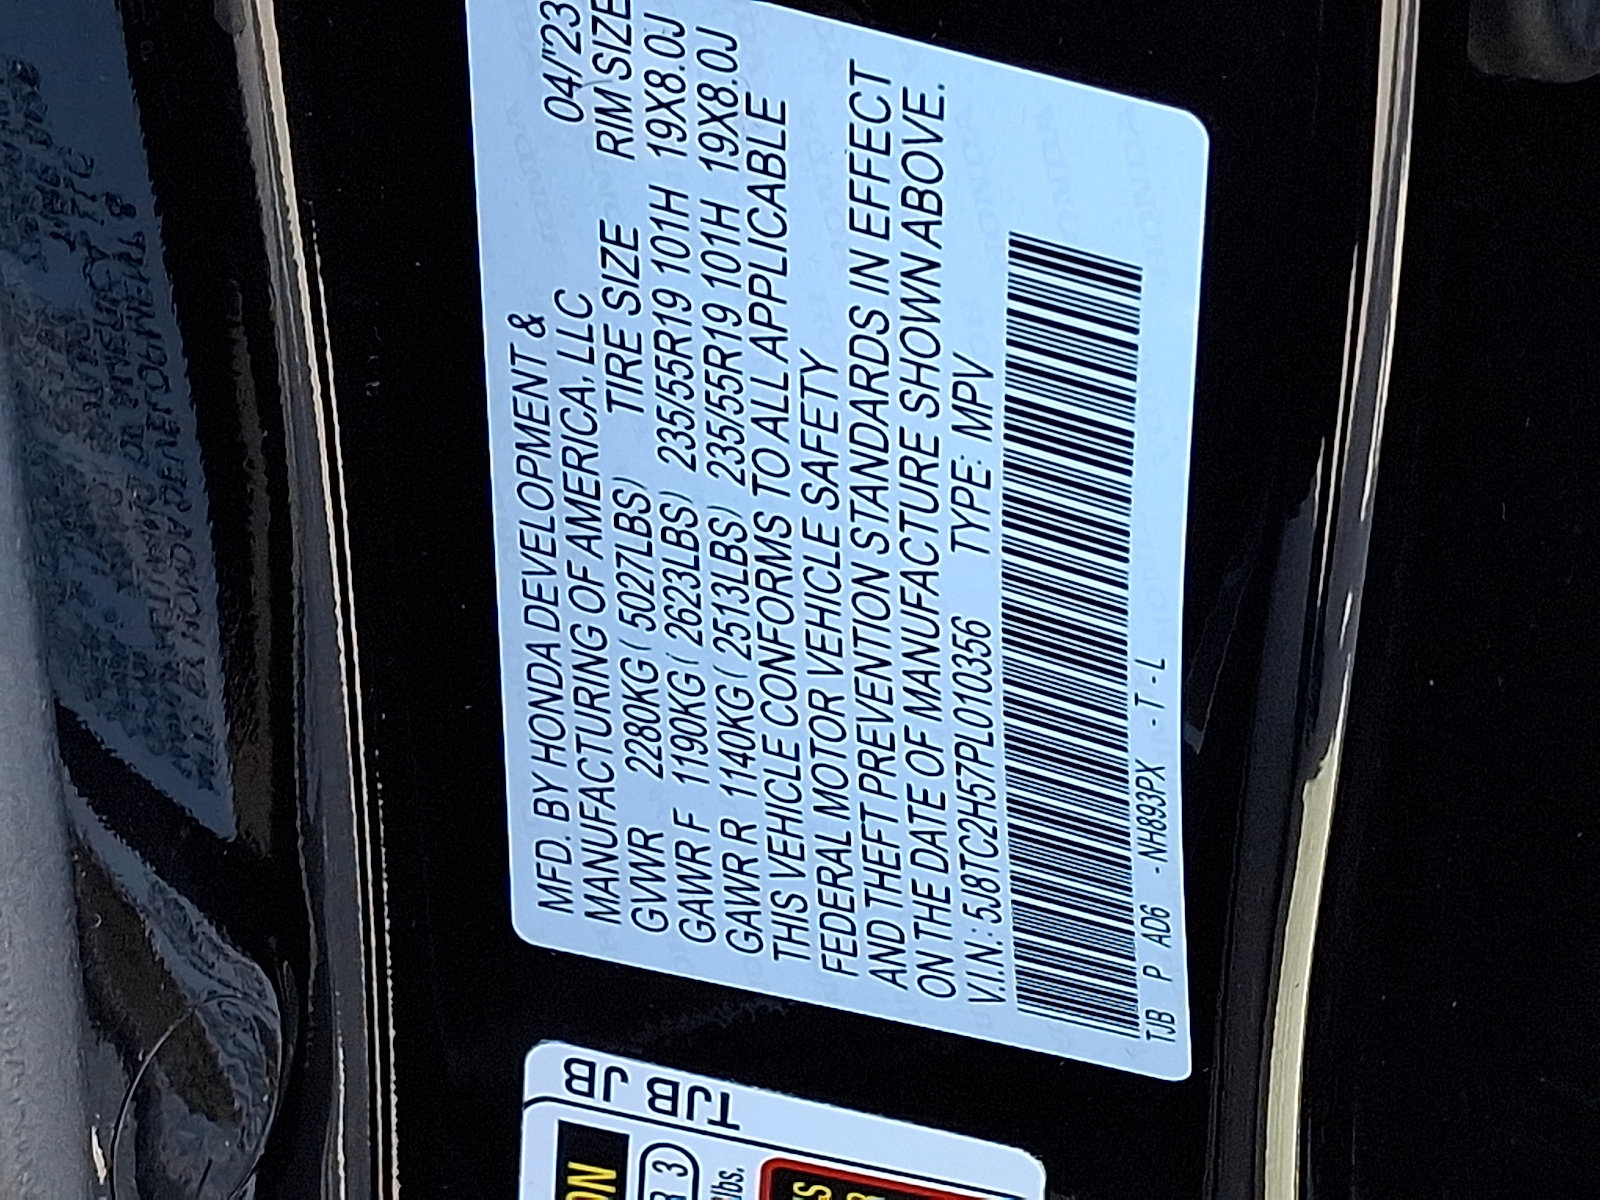 MFD. BY HONDA DEVELOPMENT &
MANUFACTURING OF AMERICA, LLC 04/'23
GVWR 2280KG ( 5027LBS) TIRE SIZE RIM SIZE
GAWR F 1190KG ( 2623LBS) 235/55R19 101H 19X8.0J
GAWR R 1140KG ( 2513LBS) 235/55R19 101H 19X8.0J
THIS VEHICLE CONFORMS TO ALL APPLICABLE
FEDERAL MOTOR VEHICLE SAFETY
AND THEFT PREVENTION STANDARDS IN EFFECT
ON THE DATE OF MANUFACTURE SHOWN ABOVE.
V.I.N.: 5J8TC2H57PL010356 TYPE: MPV
TJB P AD6 -NH893PX -T-L
TJB JB
ON
R 3
lbs.